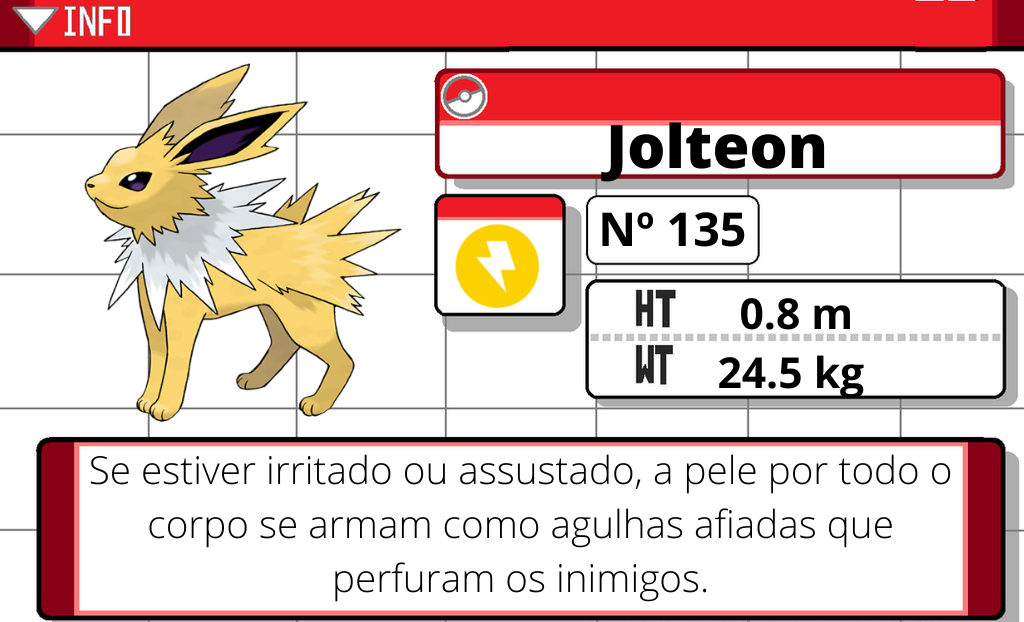 INFO
Jolteon
Nº 135
HT 0.8 m
WT 24.5 kg
Se estiver irritado ou assustado, a pele por todo o
corpo se armam como agulhas afiadas que
perfuram os inimigos.